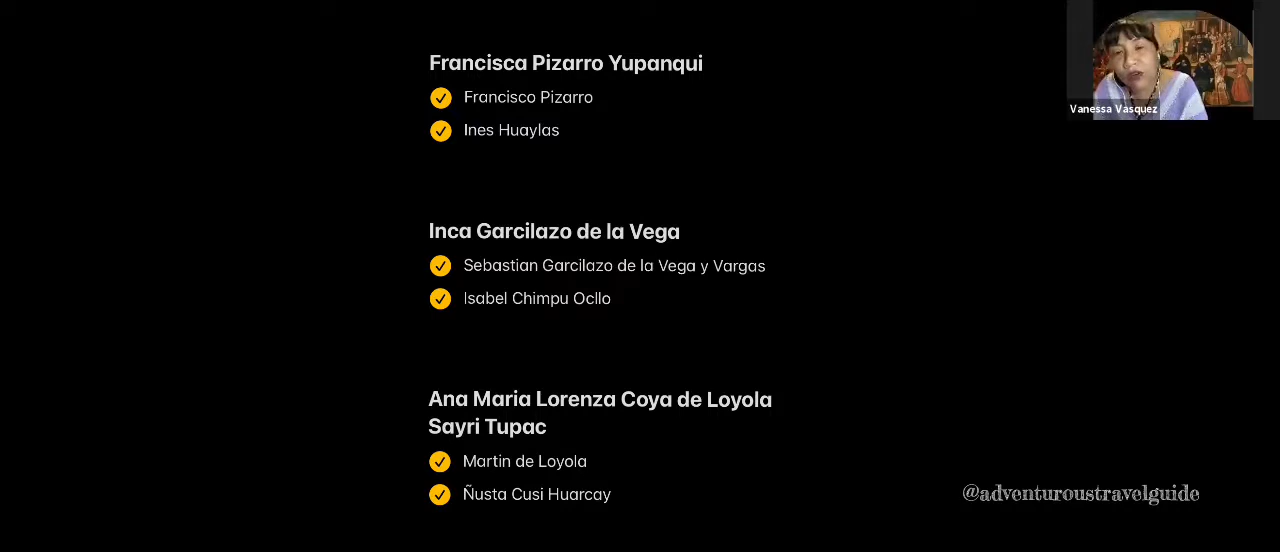 Francisca Pizarro Yupanqui
Francisco Pizarro
Ines Huaylas
Inca Garcilazo de la Vega
Sebastian Garcilazo de la Vega y Vargas
Isabel Chimpu Ocllo
Ana Maria Lorenza Coya de Loyola
Sayri Tupac
Martin de Loyola
Ñusta Cusi Huarcay
Vanessa Vasquez
@adventuroustravelguide